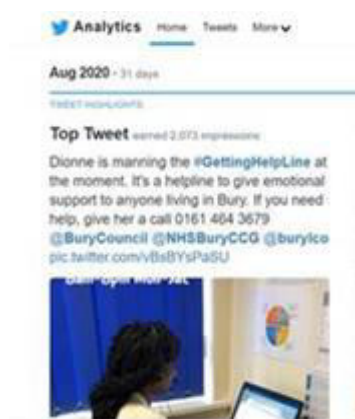 Analytics Home Tweets More
Aug 2020 · 31 days
TWEET HIGHLIGHTS
Top Tweet earned 2,073 impressions
Dionne is manning the #GettingHelpLine at
the moment. It's a helpline to give emotional
support to anyone living in Bury. If you need
help, give her a call 0161 464 3679
@BuryCouncil @NHSBuryCCG @burylco
pic.twitter.com/vBsBYsPaSU